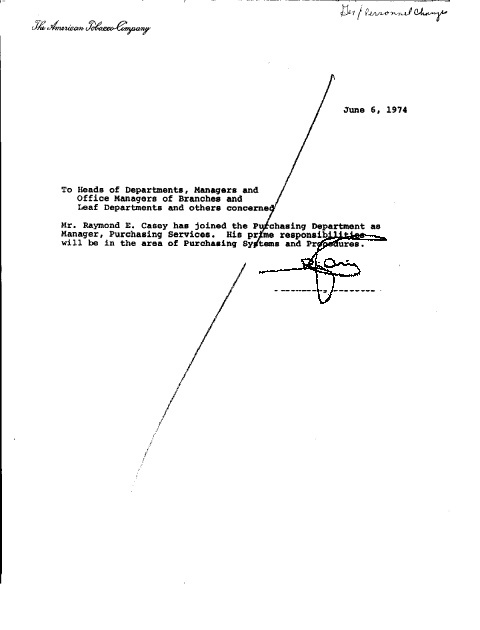 Gen/Personnel Changes
The American Tobacco Company
June 6, 1974
To Heads of Departments, Managers and
Office Managers of Branches and
Leaf Departments and others concerned
Mr. Raymond E. Casey has joined the Purchasing Department as
Manager, Purchasing Services. His prime responsibilities
will be in the area of Purchasing Systems and Procedures.